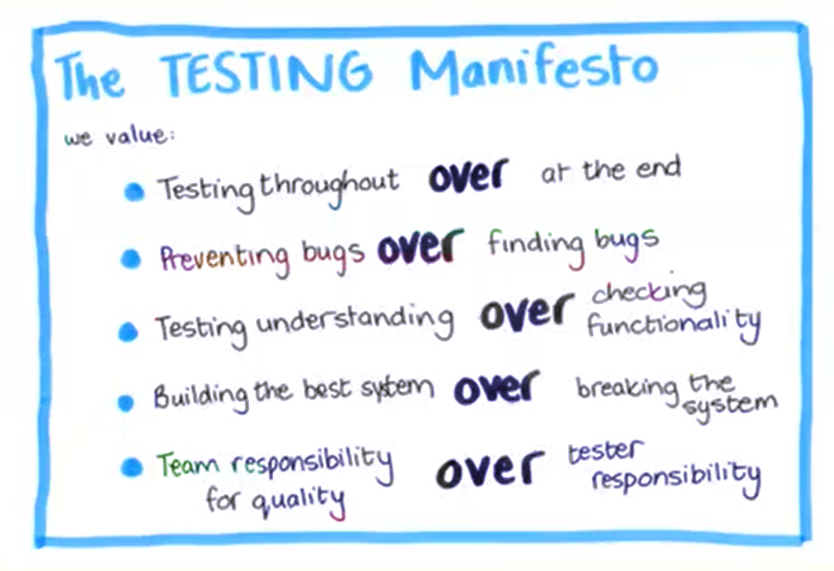 The TESTING Manifesto
we value:
Testing throughout over at the end
Preventing bugs over finding bugs
Testing understanding over checking functionality
Building the best system over breaking the system
Team responsibility for quality over tester responsibility